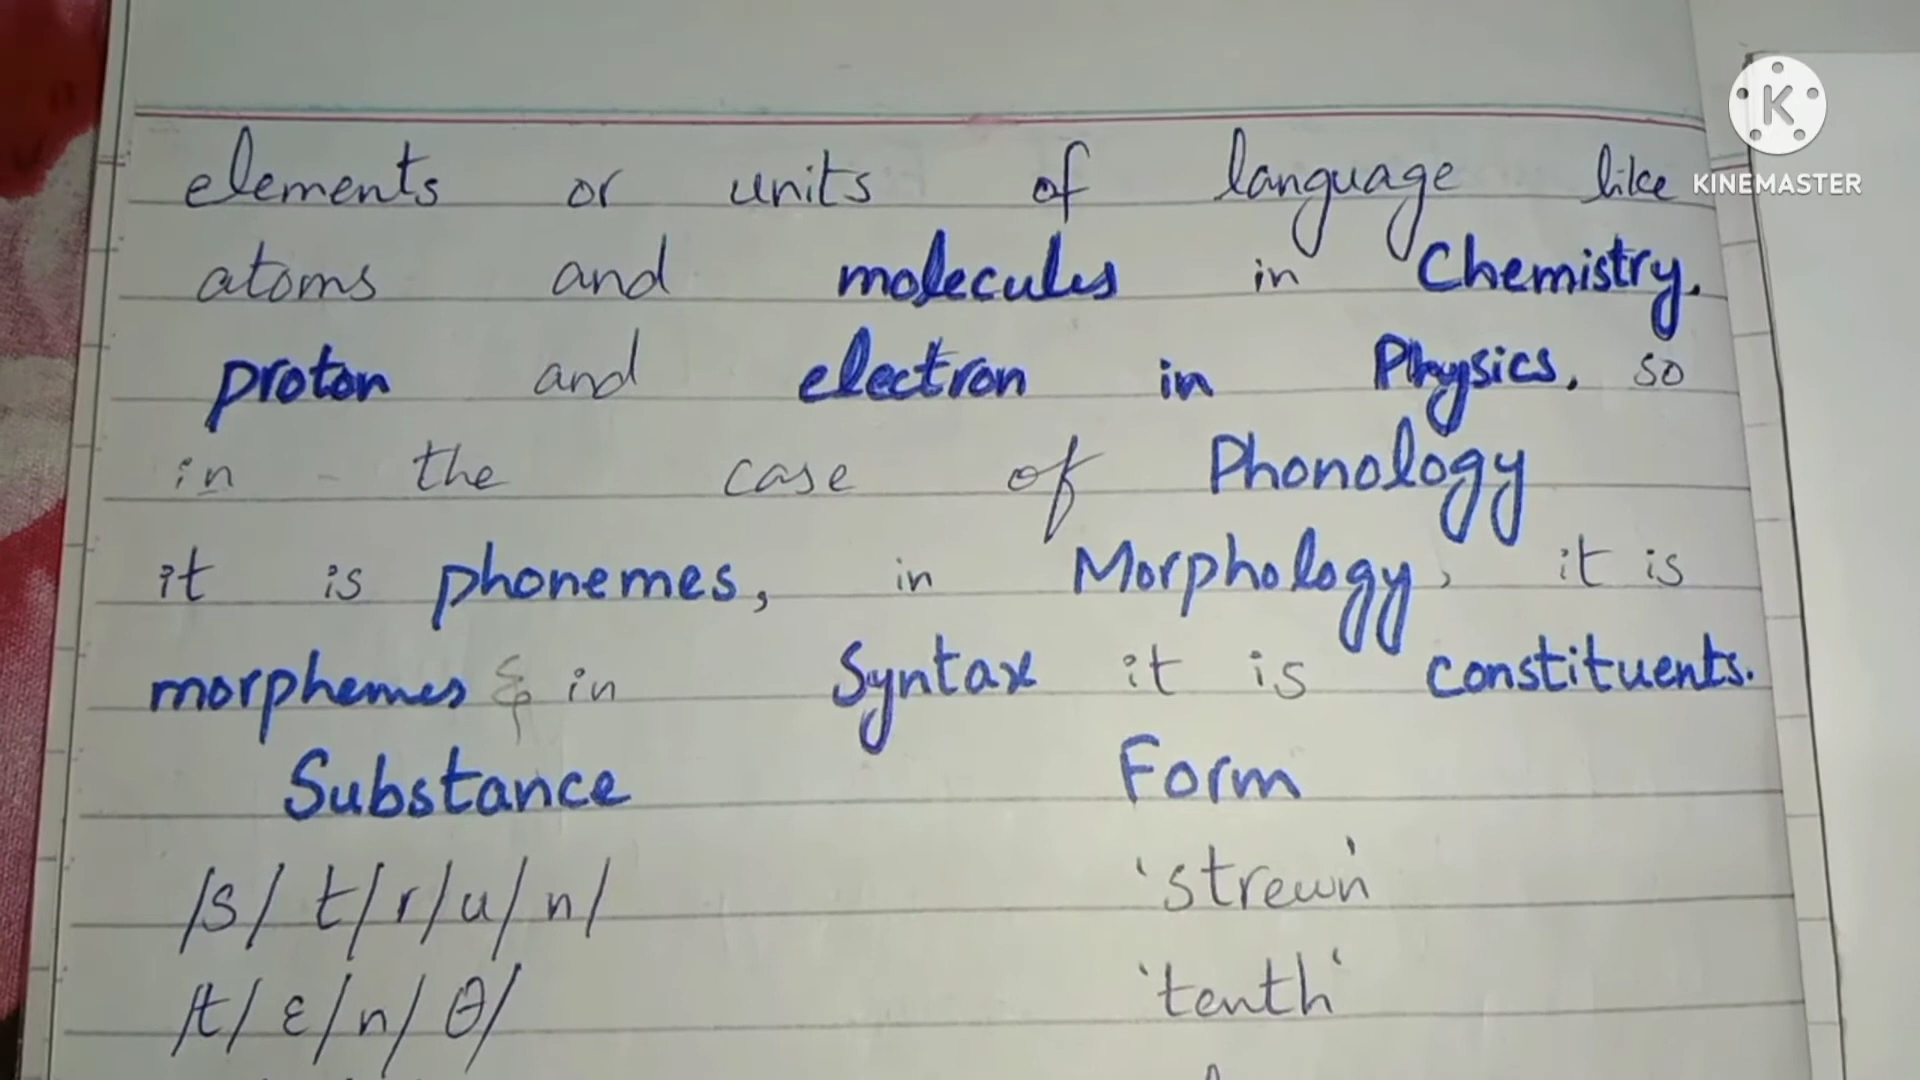 elements or units of language like
atoms and molecules in Chemistry.
proton and electron in Physics. so
in the case of Phonology
it is phonemes, in Morphology, it is
morphemes & in Syntax it is constituents.
Substance Form
/s/ t/r/u/n/ 'strewn'
/t/ ε/n/ θ/ 'tenth'
K
KINEMASTER